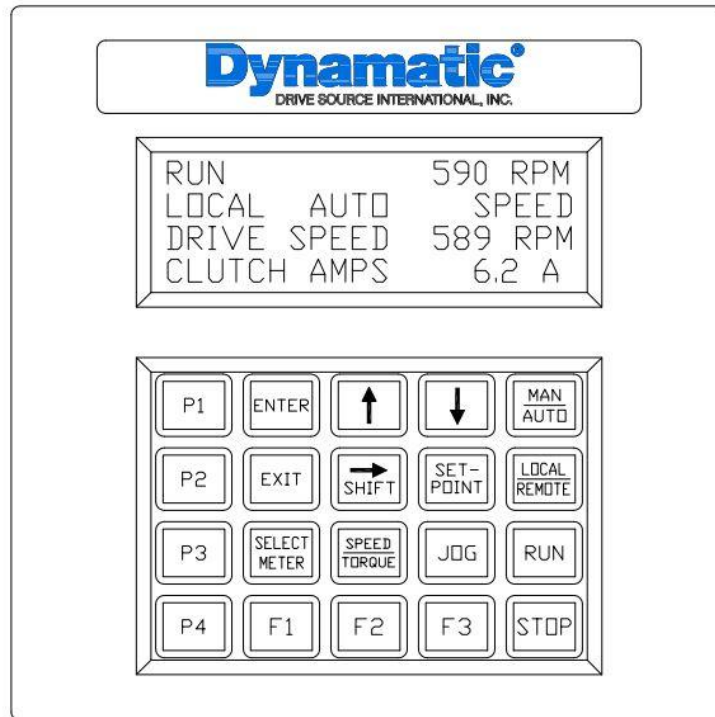 Dynamatic®
DRIVE SOURCE INTERNATIONAL, INC.
RUN 590 RPM
LOCAL AUTO SPEED
DRIVE SPEED 589 RPM
CLUTCH AMPS 6.2 A
P1 ENTER ↑ ↓ MAN
AUTO
P2 EXIT → SHIFT SET-
POINT LOCAL
REMOTE
P3 SELECT
METER SPEED
TORQUE JOG RUN
P4 F1 F2 F3 STOP